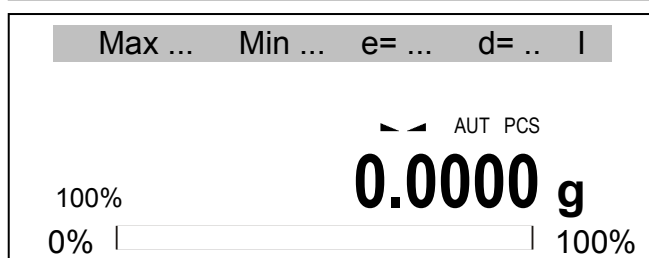 Max ... Min ... e= ... d= .. I
AUT PCS
0.0000 g
100%
0% 100%